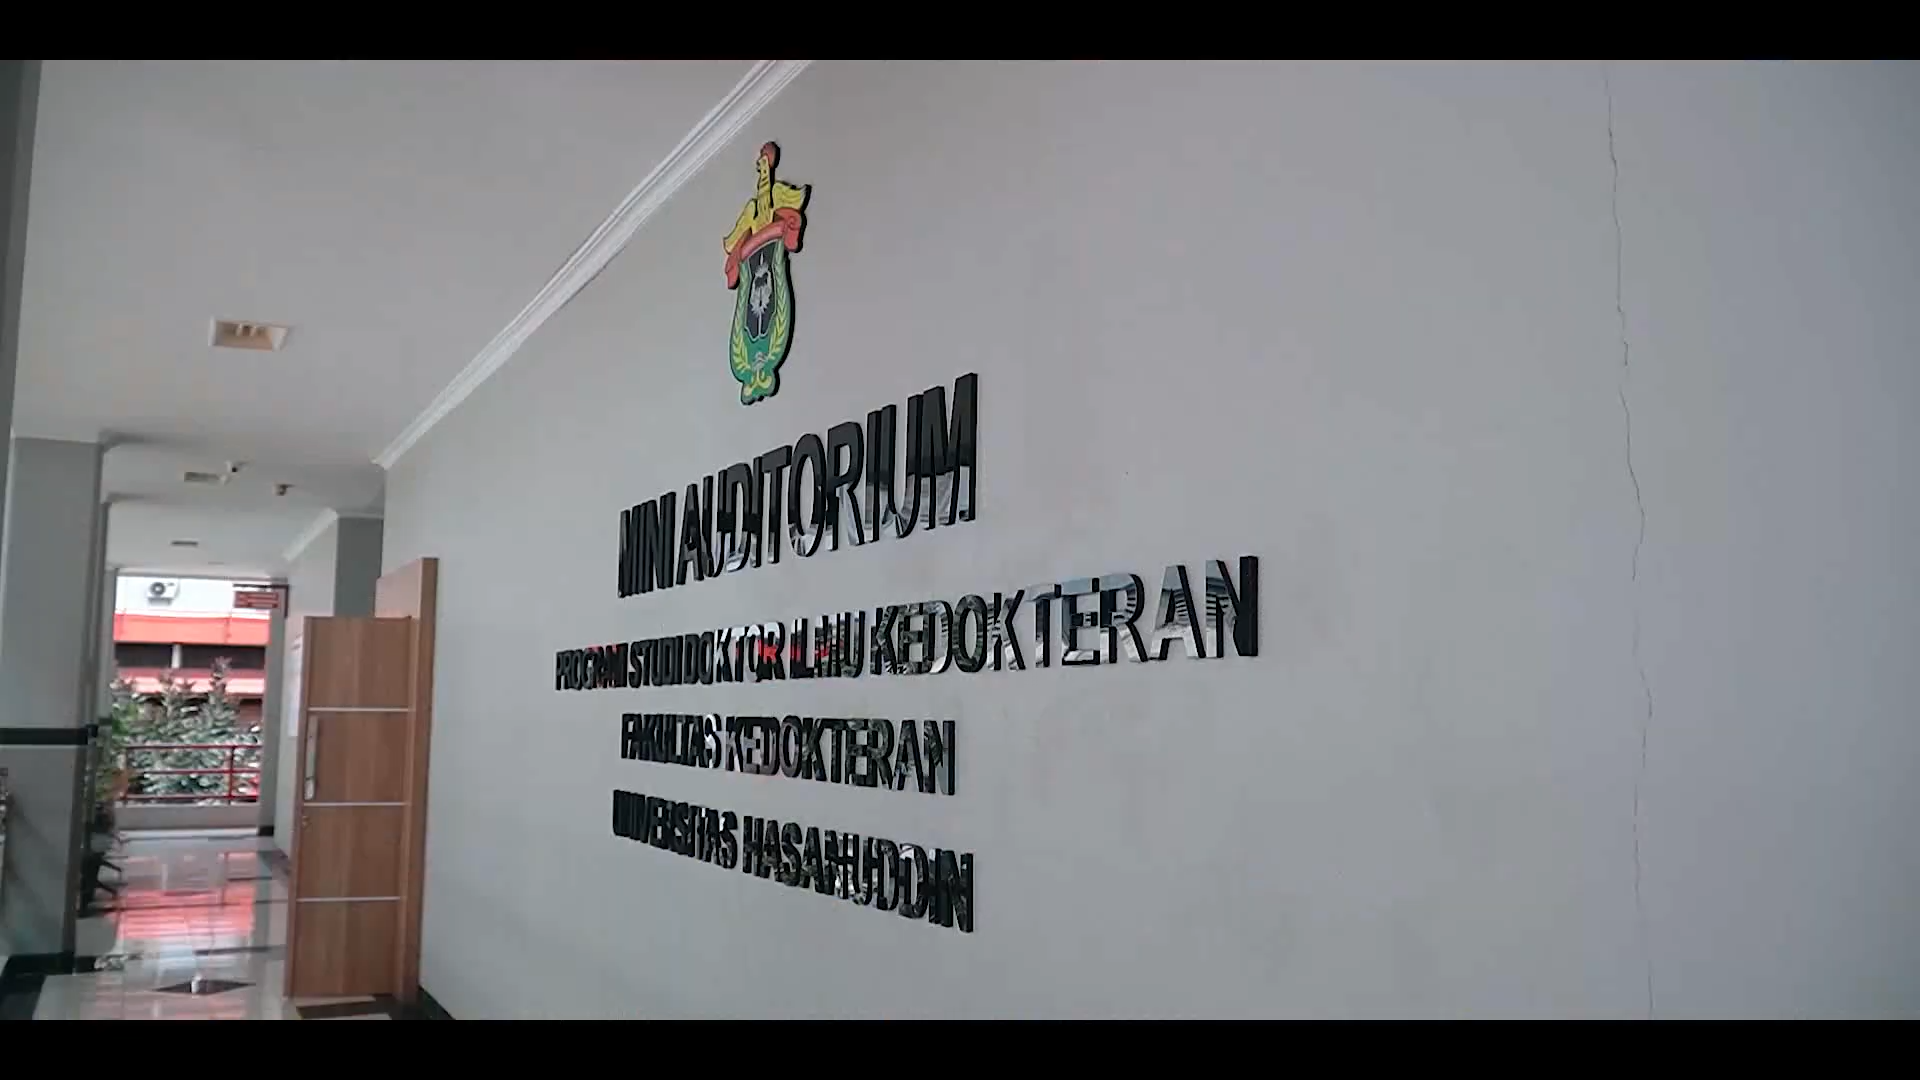 MINI AUDITORIUM
PROGRAM STUDI DOKTOR ILMU KEDOKTERAN
FAKULTAS KEDOKTERAN
UNIVERSITAS HASANUDDIN